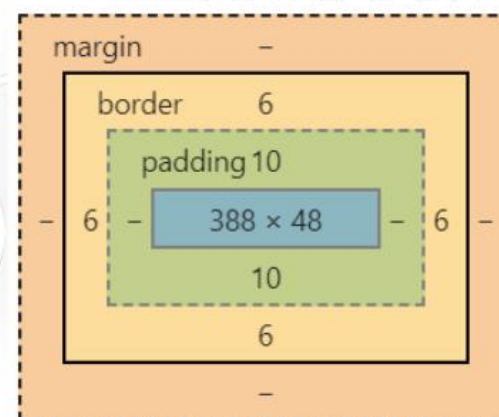 margin –
border 6
padding 10
– 6 – 388 × 48 – 6 –
10
6
–